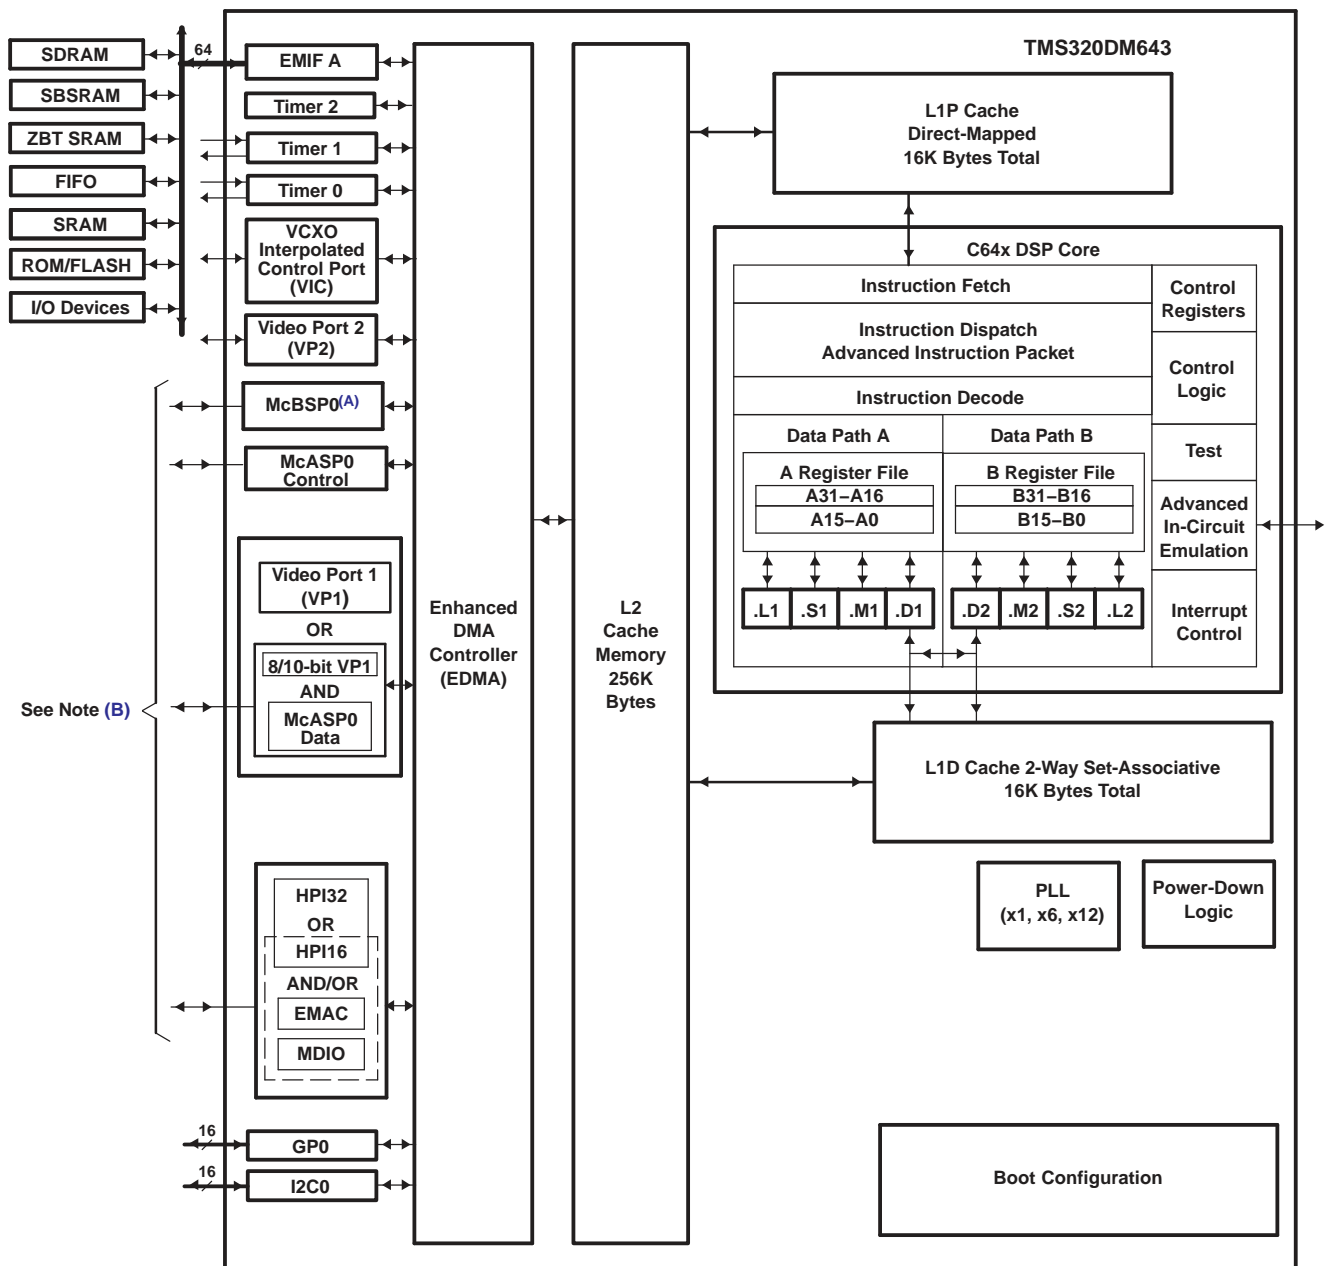 TMS320DM643
SDRAM
SBSRAM
ZBT SRAM
FIFO
SRAM
ROM/FLASH
I/O Devices
64
EMIF A
Timer 2
Timer 1
Timer 0
VCXO
Interpolated
Control Port
(VIC)
Video Port 2
(VP2)
McBSP0(A)
McASP0
Control
Video Port 1
(VP1)
OR
8/10-bit VP1
AND
McASP0
Data
See Note (B)
HPI32
OR
HPI16
AND/OR
EMAC
MDIO
16
GP0
16
I2C0
Enhanced
DMA
Controller
(EDMA)
L2
Cache
Memory
256K
Bytes
L1P Cache
Direct-Mapped
16K Bytes Total
C64x DSP Core
Instruction Fetch
Instruction Dispatch
Advanced Instruction Packet
Instruction Decode
Data Path A
Data Path B
A Register File
A31–A16
A15–A0
B Register File
B31–B16
B15–B0
.L1
.S1
.M1
.D1
.D2
.M2
.S2
.L2
Control
Registers
Control
Logic
Test
Advanced
In-Circuit
Emulation
Interrupt
Control
L1D Cache 2-Way Set-Associative
16K Bytes Total
PLL
(x1, x6, x12)
Power-Down
Logic
Boot Configuration